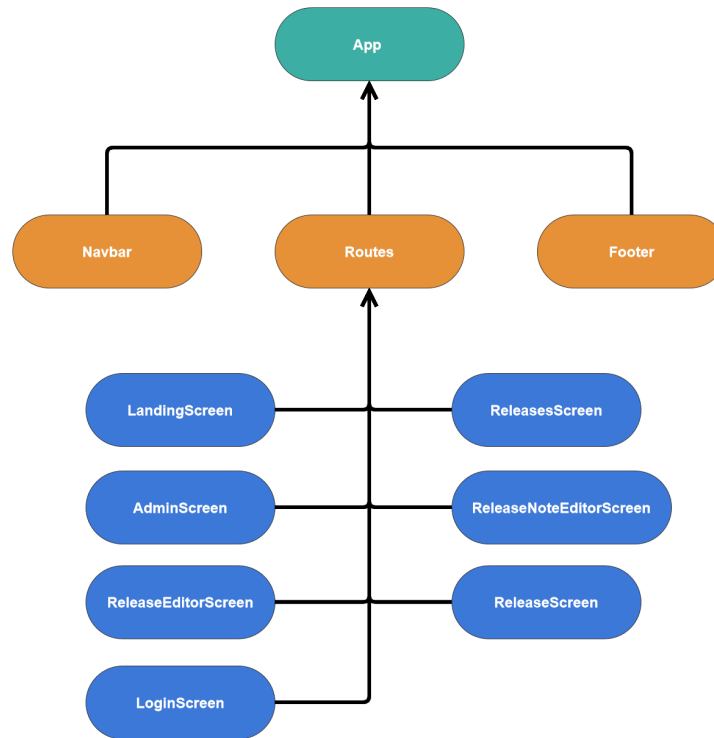 App
Navbar
Routes
Footer
LandingScreen
ReleasesScreen
AdminScreen
ReleaseNoteEditorScreen
ReleaseEditorScreen
ReleaseScreen
LoginScreen